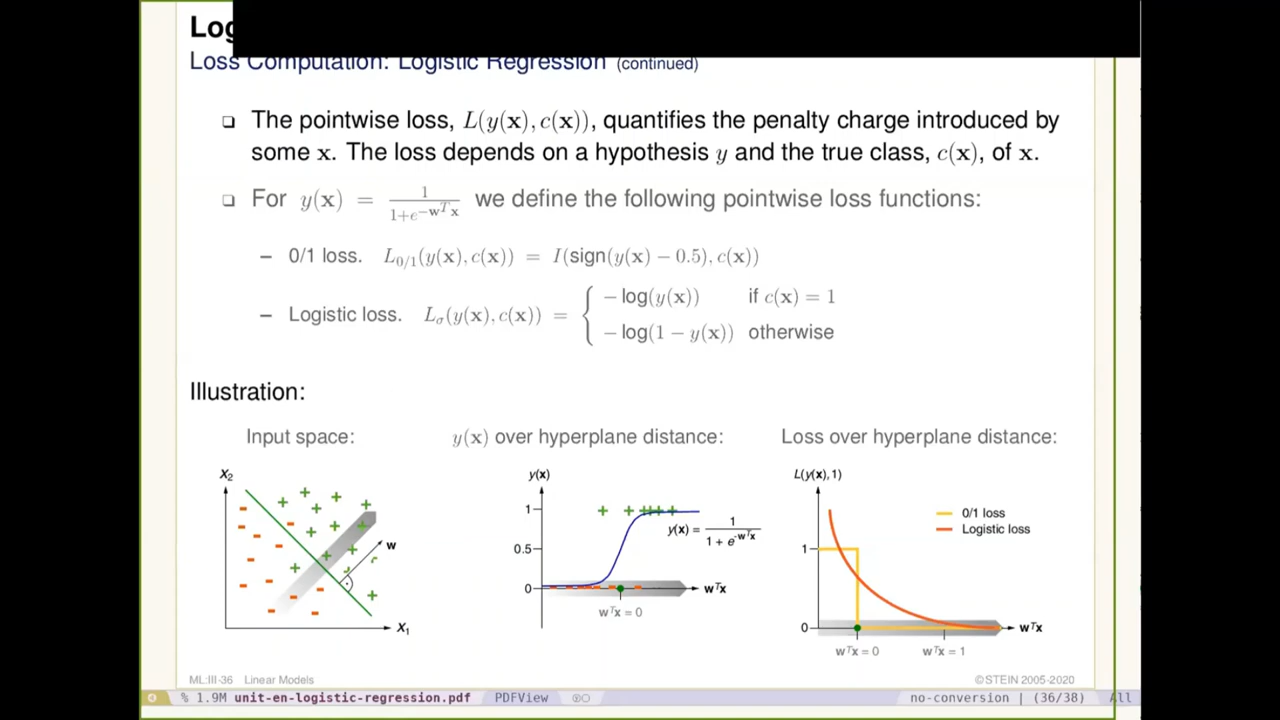 Log
Loss Computation: Logistic Regression (continued)
❑ The pointwise loss, L(y(x), c(x)), quantifies the penalty charge introduced by
some x. The loss depends on a hypothesis y and the true class, c(x), of x.
❑ For y(x) = 1/(1+e^{-w^T x}) we define the following pointwise loss functions:
– 0/1 loss. L_{0/1}(y(x), c(x)) = I(sign(y(x) − 0.5), c(x))
– Logistic loss. L_σ(y(x), c(x)) = { − log(y(x)) if c(x) = 1
− log(1 − y(x)) otherwise
Illustration:
Input space: y(x) over hyperplane distance: Loss over hyperplane distance:
X₂ y(x) L(y(x), 1)
1 y(x) = 1/(1 + e^{-w^T x}) 0/1 loss
Logistic loss
w 0.5 1
0 wᵀx
wᵀx = 0
X₁ 0 wᵀx
wᵀx = 0 wᵀx = 1
ML:III-36 Linear Models ©STEIN 2005-2020
% 1.9M unit-en-logistic-regression.pdf PDFView no-conversion | (36/38) All